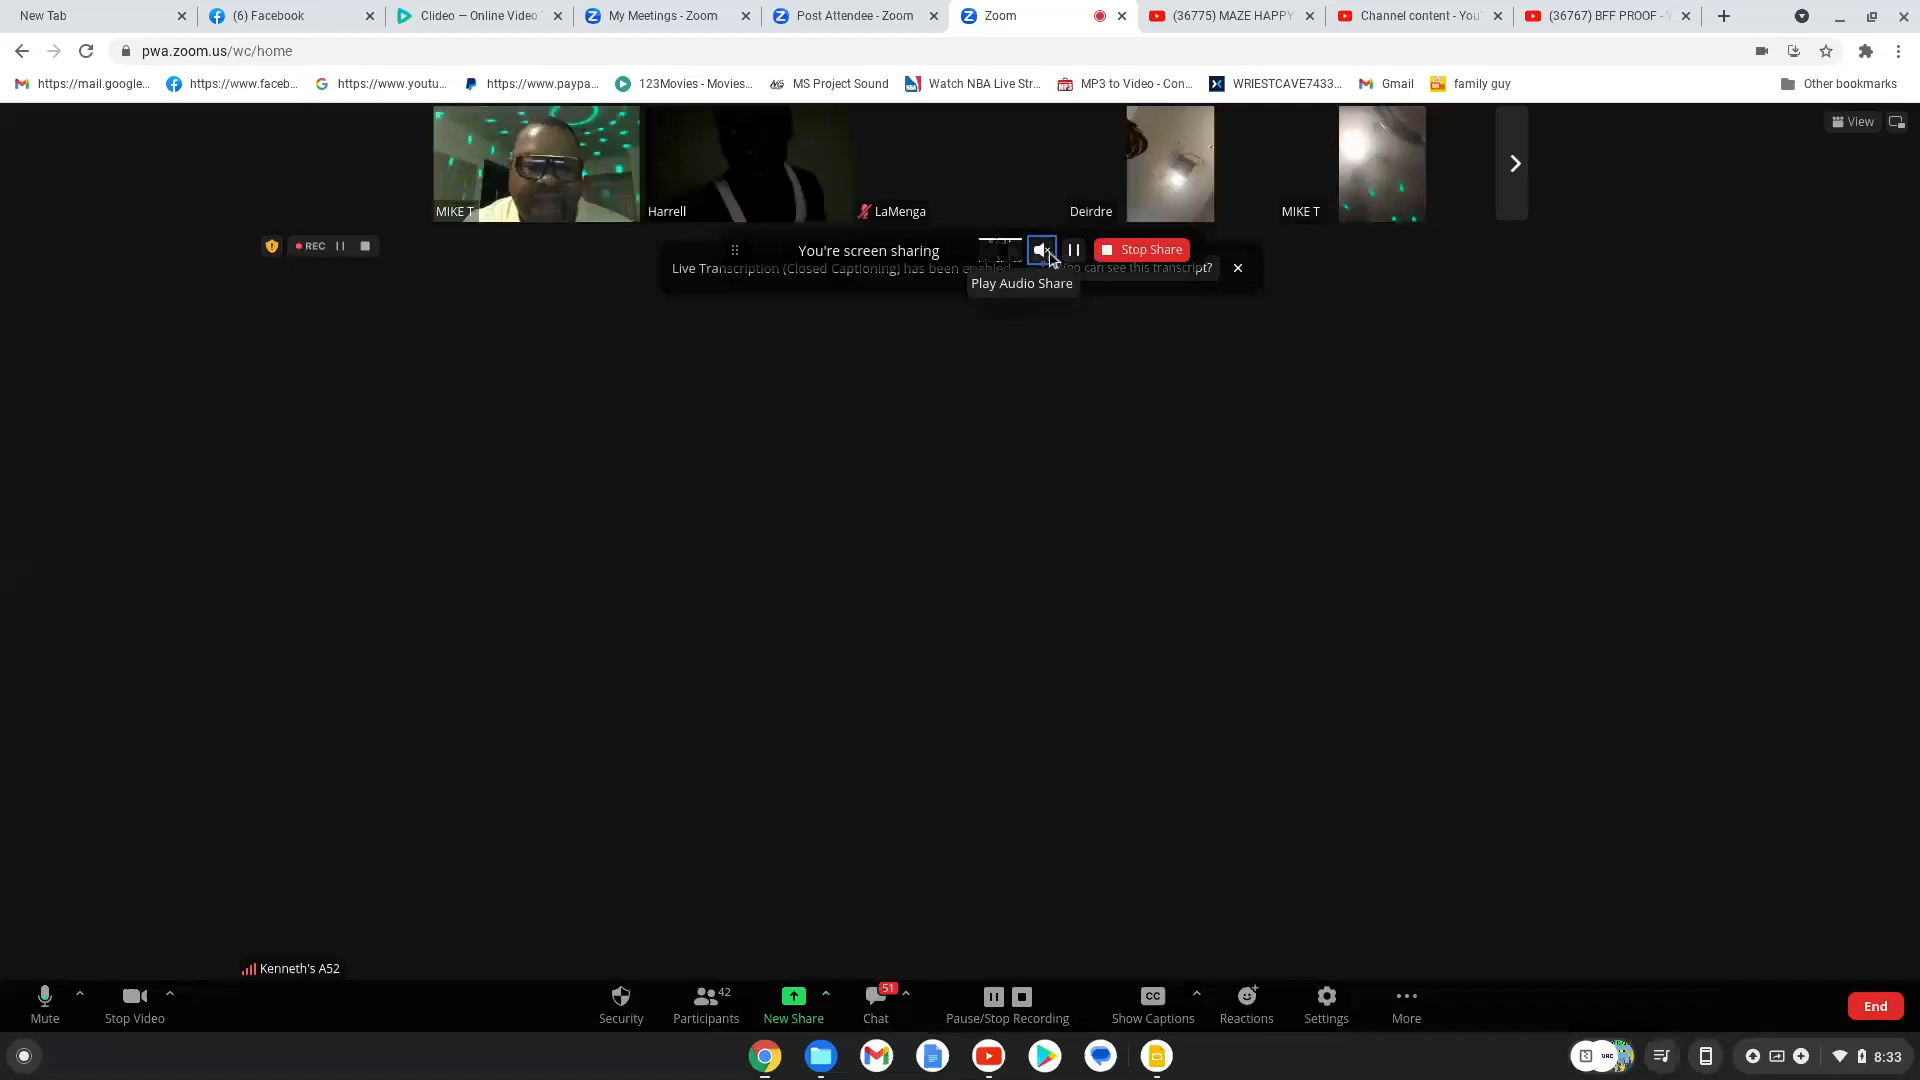 New Tab
(6) Facebook
Clideo — Online Video
My Meetings - Zoom
Post Attendee - Zoom
Zoom
(36775) MAZE HAPPY
Channel content - You
(36767) BFF PROOF -
pwa.zoom.us/wc/home
https://mail.google...
https://www.faceb...
https://www.youtu...
https://www.paypa...
123Movies - Movies...
MS Project Sound
Watch NBA Live Str...
MP3 to Video - Con...
WRIESTCAVE7433...
Gmail
family guy
Other bookmarks
View
MIKE T
Harrell
LaMenga
Deirdre
MIKE T
REC
You're screen sharing
Stop Share
Live Transcription (Closed Captioning) has been enabled
who can see this transcript?
Play Audio Share
Kenneth's A52
Mute
Stop Video
Security
Participants
42
New Share
Chat
51
Pause/Stop Recording
CC
Show Captions
Reactions
Settings
More
End
8:33